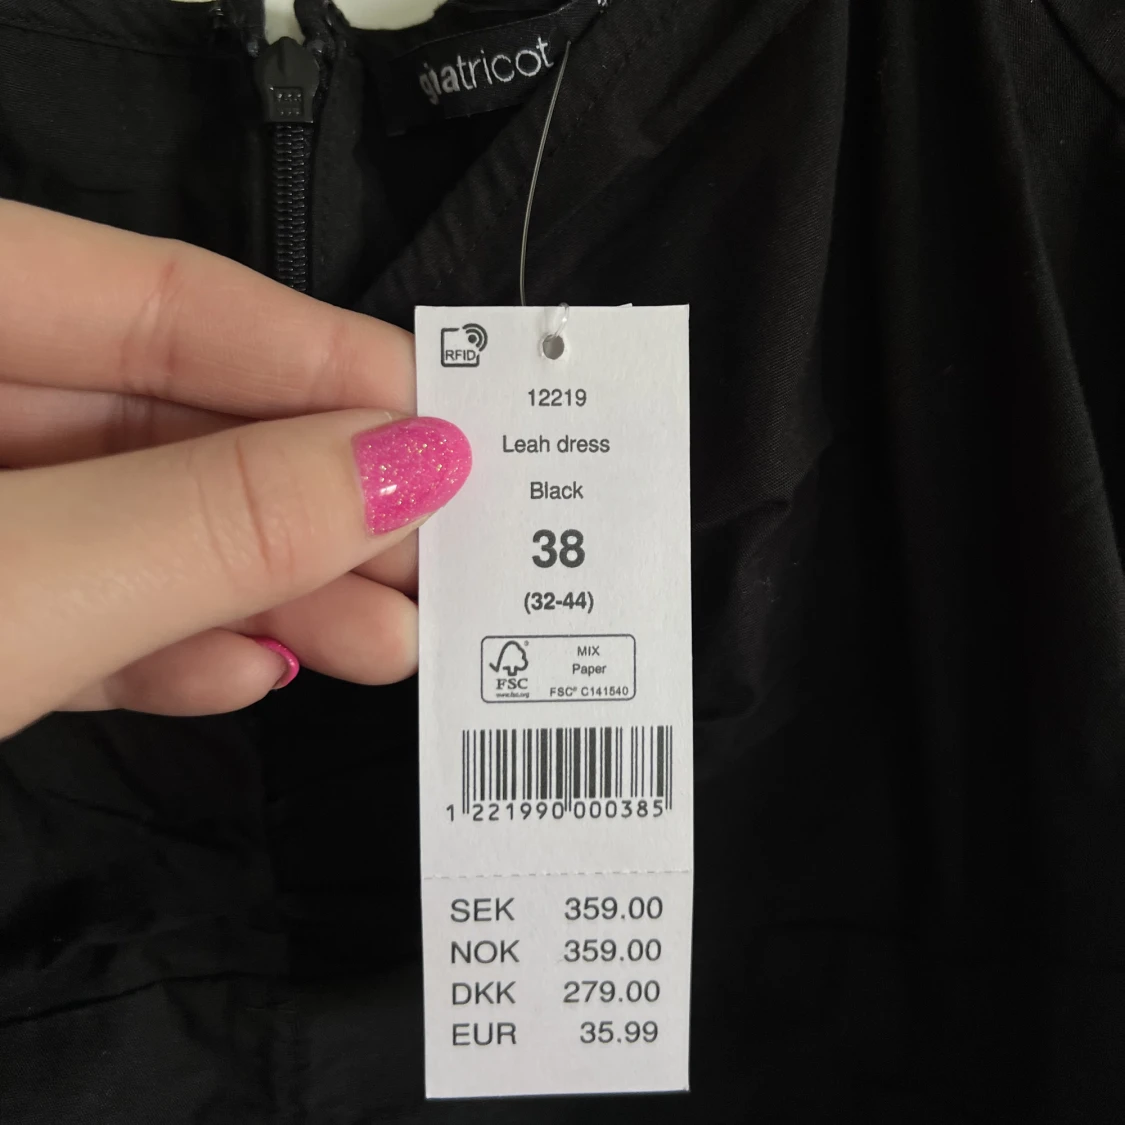 giatricot
RFID
12219
Leah dress
Black
38
(32-44)
FSC®
www.fsc.org
MIX
Paper
FSC® C141540
1 221990 000385
SEK 359.00
NOK 359.00
DKK 279.00
EUR 35.99